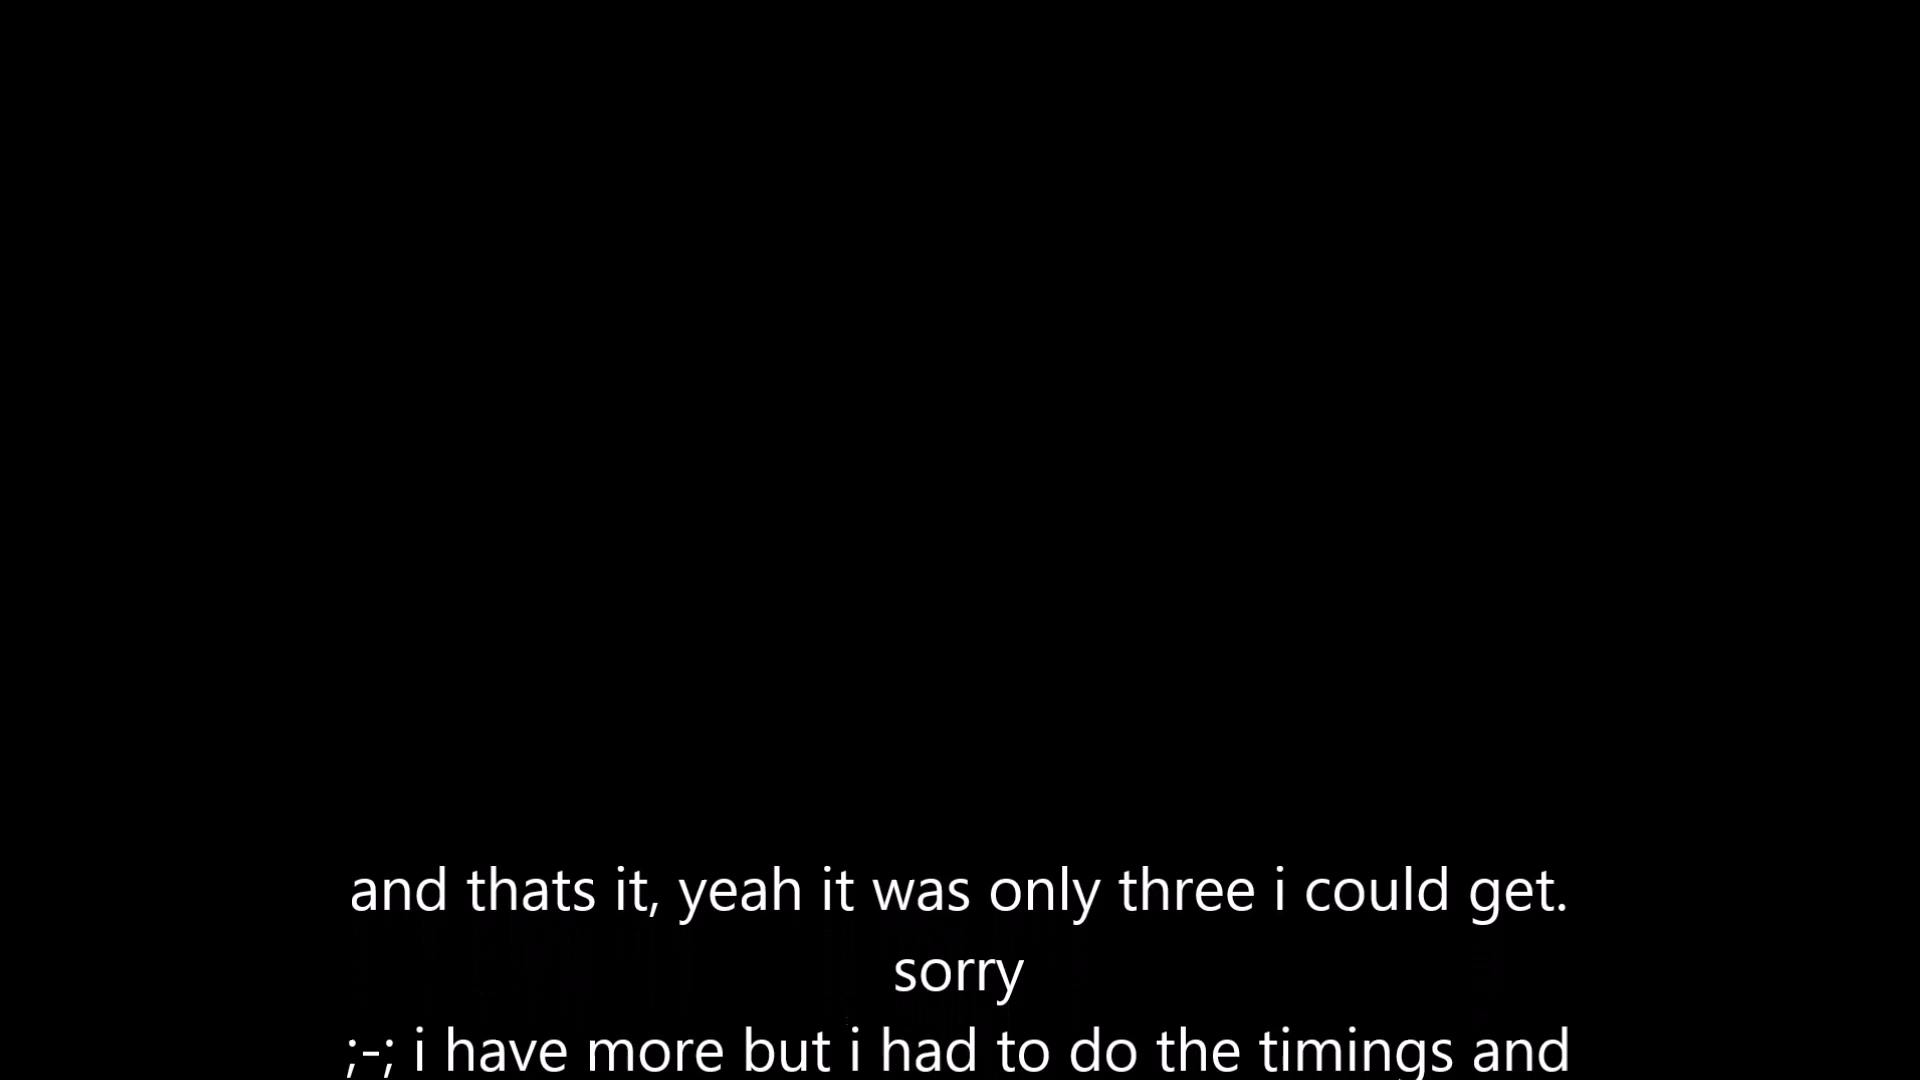 and thats it, yeah it was only three i could get.
sorry
;-; i have more but i had to do the timings and